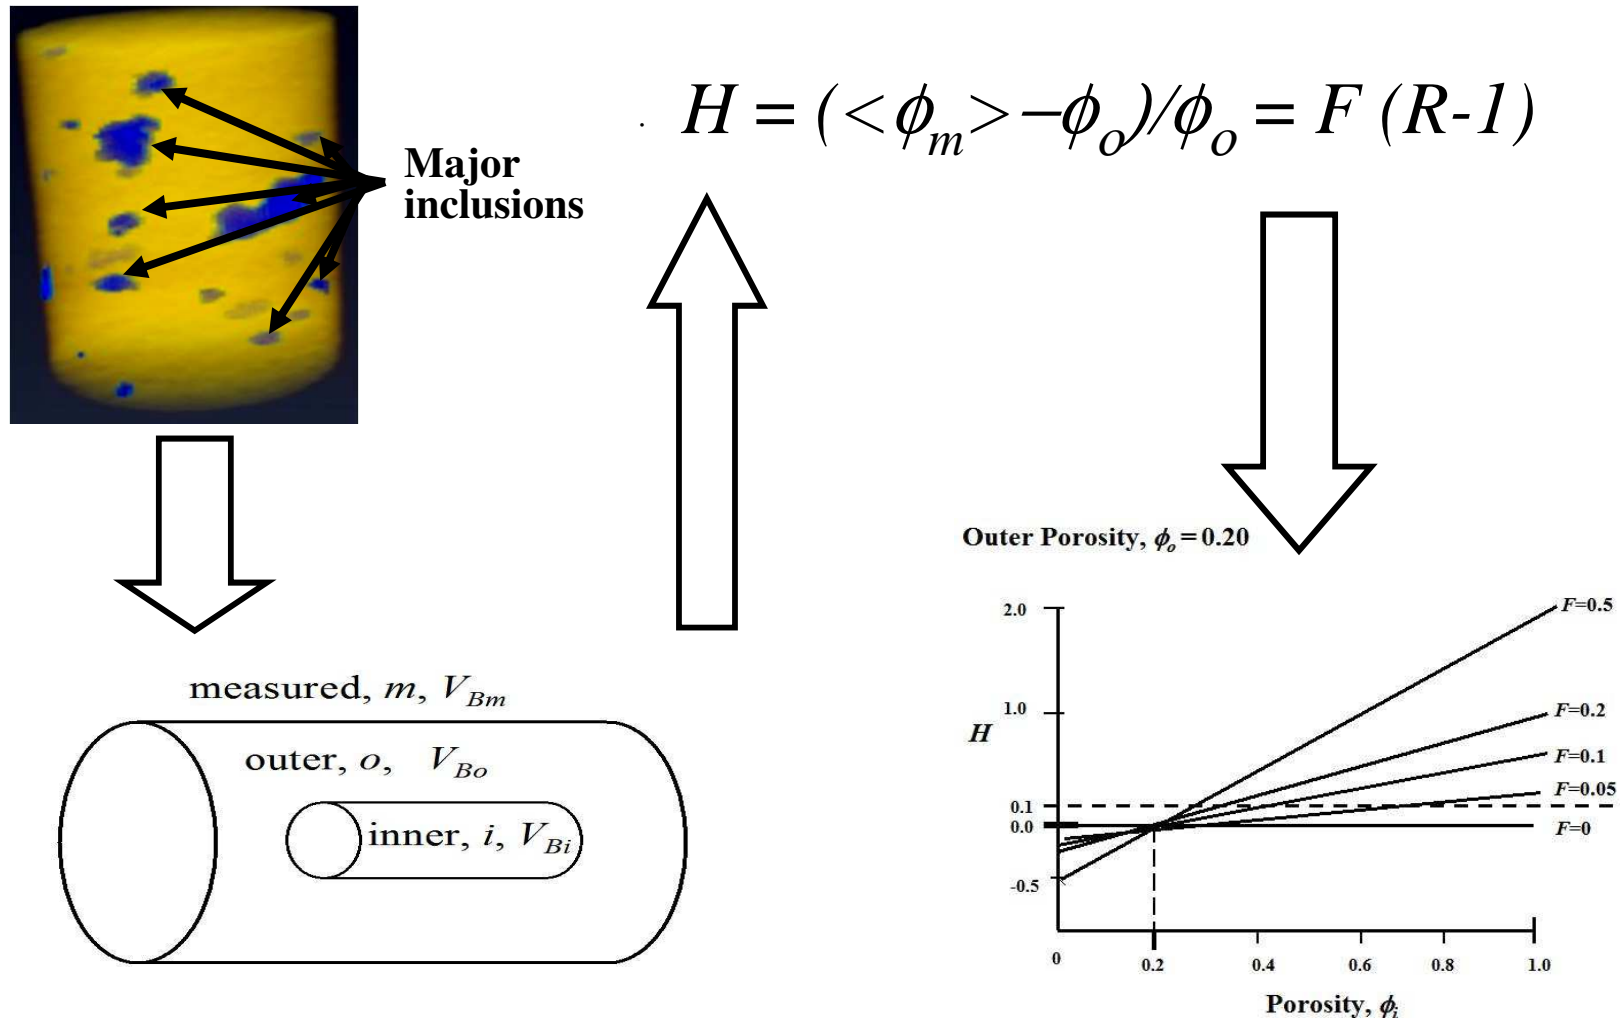 H = (<ϕm>−ϕo)/ϕo = F (R-1)
Major
inclusions
measured, m, VBm
outer, o, VBo
inner, i, VBi
Outer Porosity, ϕo = 0.20
2.0
1.0
H
0.1
0.0
-0.5
F=0.5
F=0.2
F=0.1
F=0.05
F=0
0 0.2 0.4 0.6 0.8 1.0
Porosity, ϕi